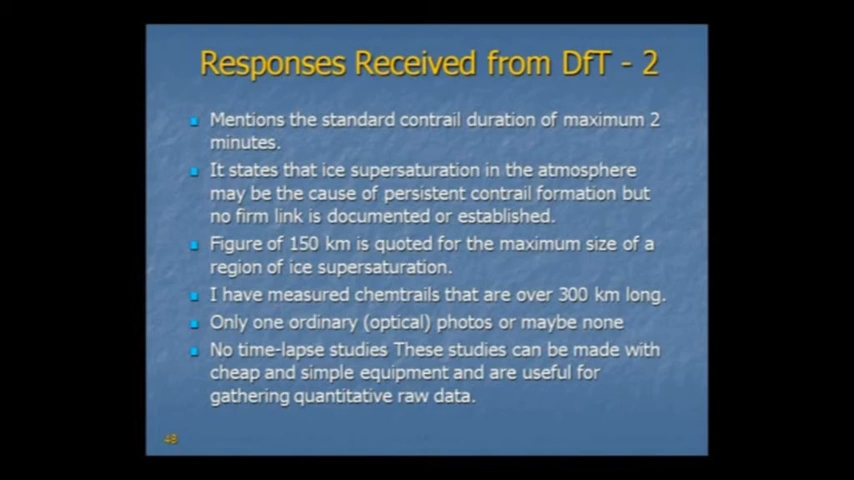 Responses Received from DfT - 2
Mentions the standard contrail duration of maximum 2
minutes.
It states that ice supersaturation in the atmosphere
may be the cause of persistent contrail formation but
no firm link is documented or established.
Figure of 150 km is quoted for the maximum size of a
region of ice supersaturation.
I have measured chemtrails that are over 300 km long.
Only one ordinary (optical) photos or maybe none
No time-lapse studies These studies can be made with
cheap and simple equipment and are useful for
gathering quantitative raw data.
48